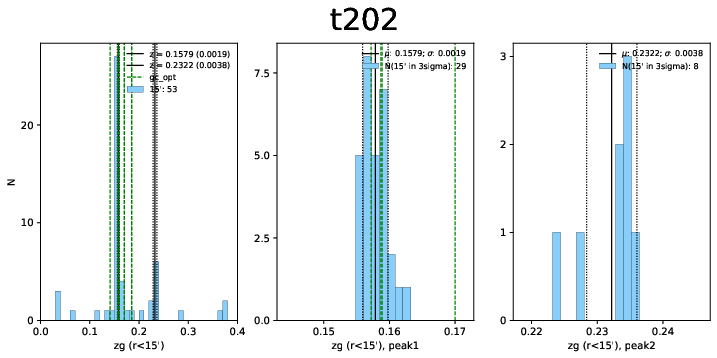 t202
z = 0.1579 (0.0019)
z = 0.2322 (0.0038)
gc_opt
15': 53
N
0
10
20
0.0
0.1
0.2
0.3
0.4
zg (r<15')
μ: 0.1579; σ: 0.0019
N(15' in 3sigma): 29
0.0
2.5
5.0
7.5
0.15
0.16
0.17
zg (r<15'), peak1
μ: 0.2322; σ: 0.0038
N(15' in 3sigma): 8
0
1
2
3
0.22
0.23
0.24
zg (r<15'), peak2